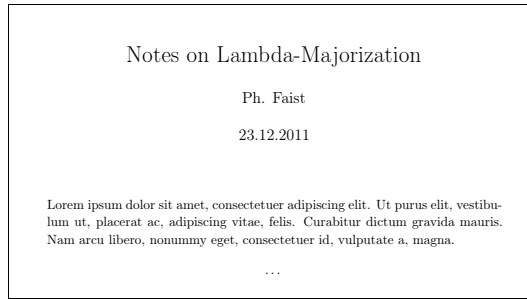 Notes on Lambda-Majorization
Ph. Faist
23.12.2011
Lorem ipsum dolor sit amet, consectetuer adipiscing elit. Ut purus elit, vestibu-
lum ut, placerat ac, adipiscing vitae, felis. Curabitur dictum gravida mauris.
Nam arcu libero, nonummy eget, consectetuer id, vulputate a, magna.
...